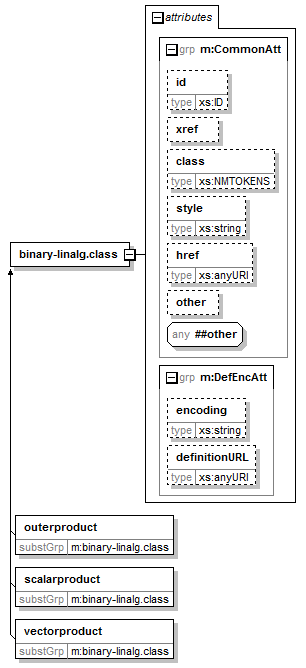 attributes
grp m:CommonAtt
id
type xs:ID
xref
class
type xs:NMTOKENS
style
type xs:string
binary-linalg.class
href
type xs:anyURI
other
any ##other
grp m:DefEncAtt
encoding
type xs:string
definitionURL
type xs:anyURI
outerproduct
substGrp m:binary-linalg.class
scalarproduct
substGrp m:binary-linalg.class
vectorproduct
substGrp m:binary-linalg.class